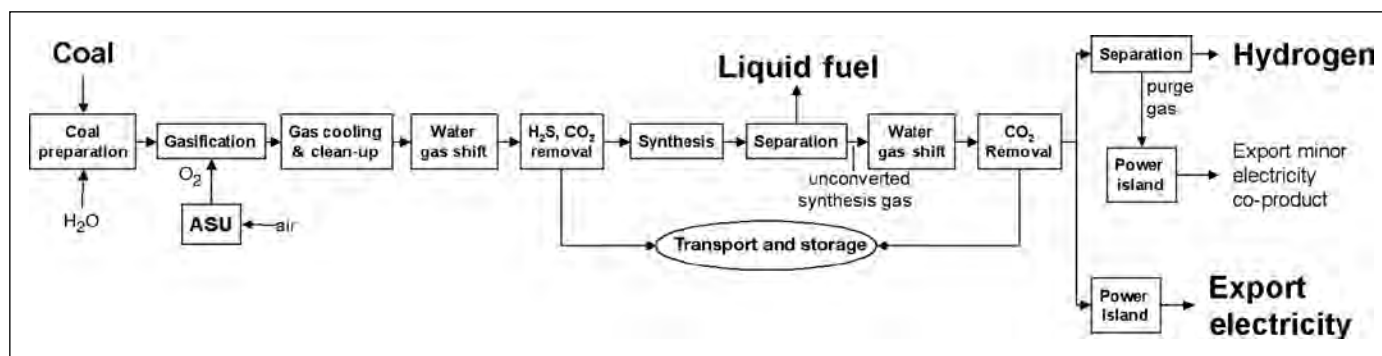 Coal
Coal
preparation
H₂O
Gasification
O₂
ASU
air
Gas cooling
& clean-up
Water
gas shift
H₂S, CO₂
removal
Synthesis
Liquid fuel
Separation
unconverted
synthesis gas
Water
gas shift
CO₂
Removal
Transport and storage
Separation
Hydrogen
purge
gas
Power
island
Export minor
electricity
co-product
Power
Island
Export
electricity